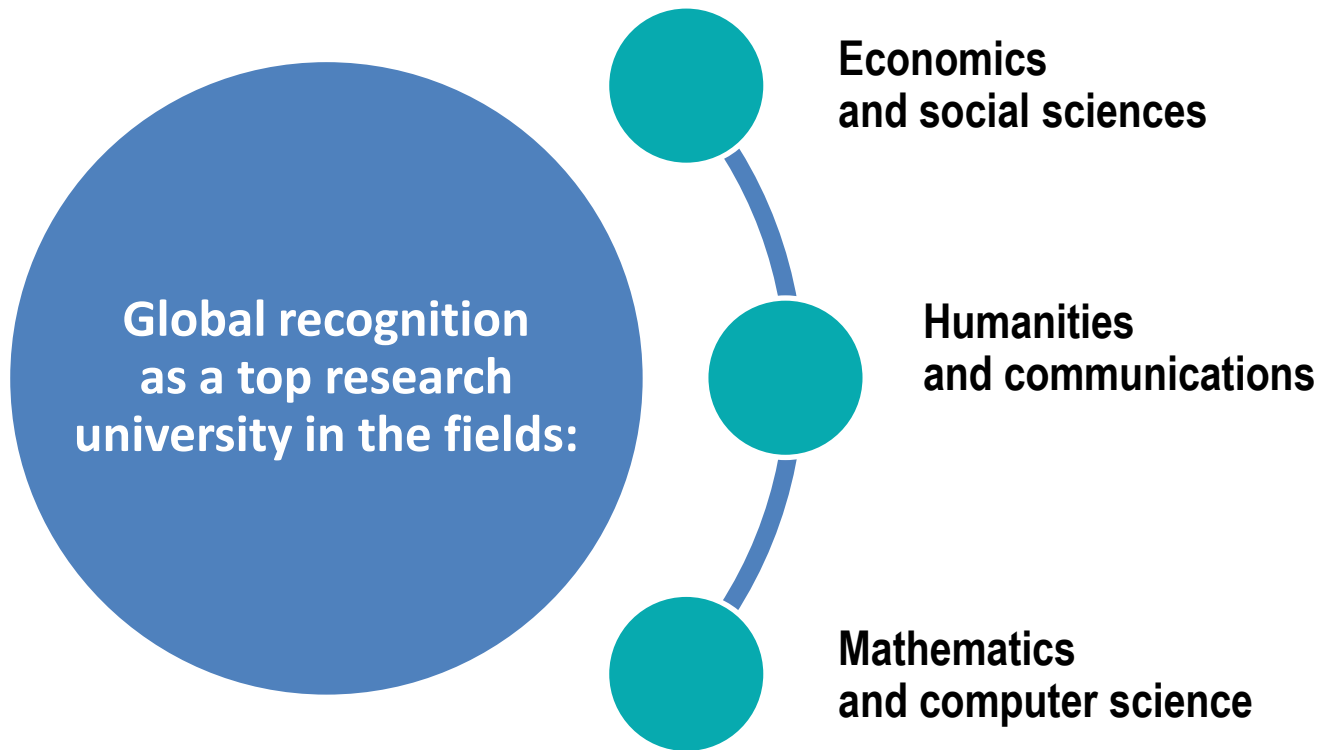 Global recognition
as a top research
university in the fields:
Economics
and social sciences
Humanities
and communications
Mathematics
and computer science